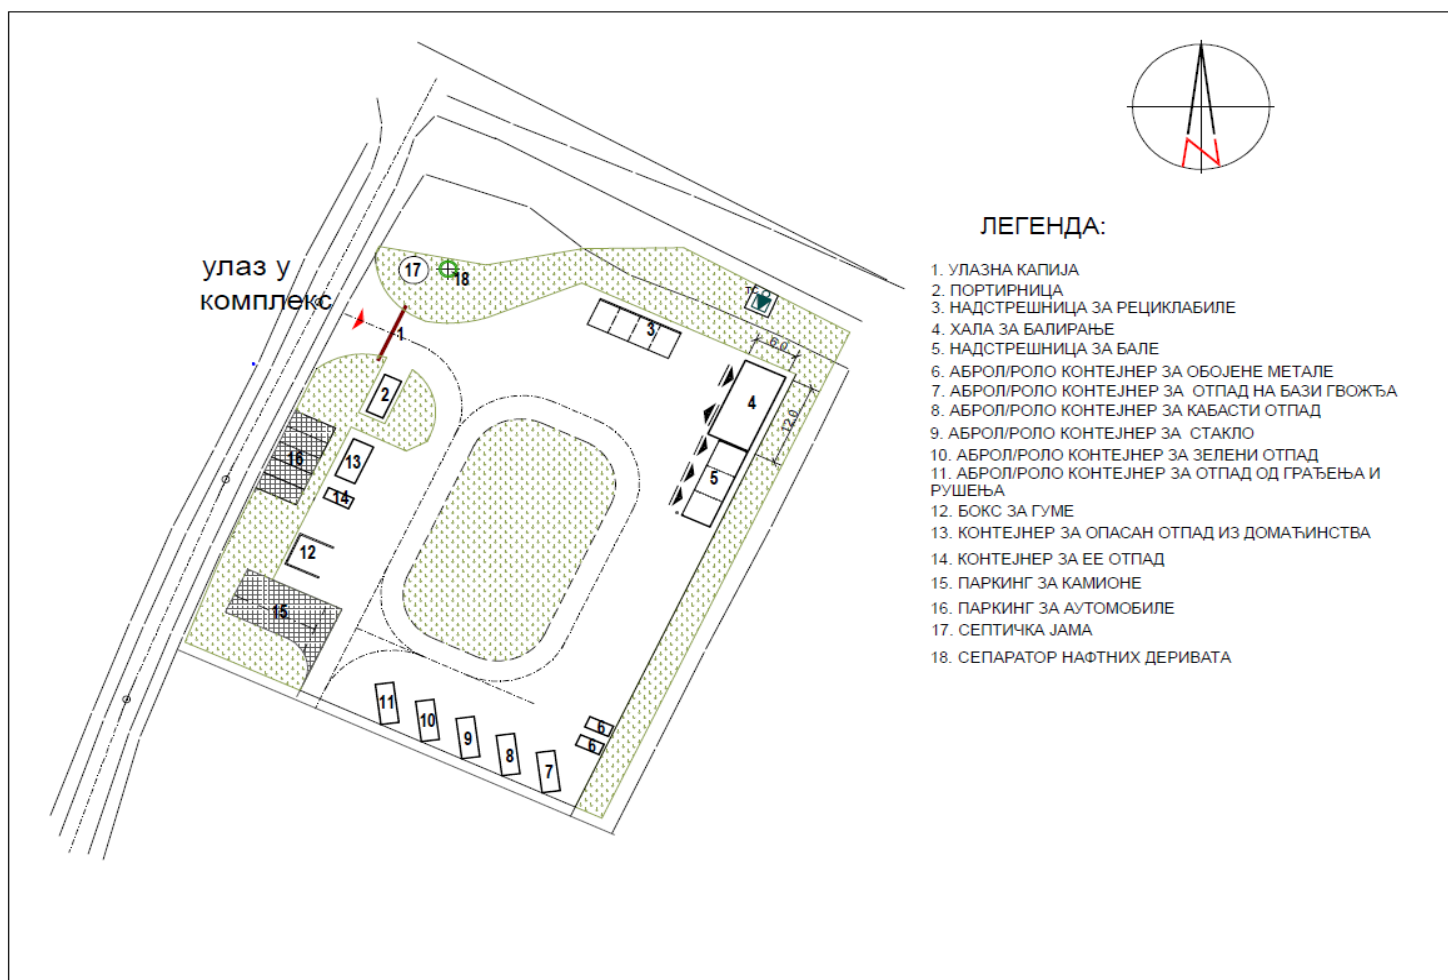 улаз у
комплекс
17
18
1
2
3
ТС
6.0
4
12.0
5
16
13
14
12
15
11
10
9
8
7
6
6
N
ЛЕГЕНДА:
1. УЛАЗНА КАПИЈА
2. ПОРТИРНИЦА
3. НАДСТРЕШНИЦА ЗА РЕЦИКЛАБИЛЕ
4. ХАЛА ЗА БАЛИРАЊЕ
5. НАДСТРЕШНИЦА ЗА БАЛЕ
6. АБРОЛ/РОЛО КОНТЕЈНЕР ЗА ОБОЈЕНЕ МЕТАЛЕ
7. АБРОЛ/РОЛО КОНТЕЈНЕР ЗА ОТПАД НА БАЗИ ГВОЖЂА
8. АБРОЛ/РОЛО КОНТЕЈНЕР ЗА КАБАСТИ ОТПАД
9. АБРОЛ/РОЛО КОНТЕЈНЕР ЗА СТАКЛО
10. АБРОЛ/РОЛО КОНТЕЈНЕР ЗА ЗЕЛЕНИ ОТПАД
11. АБРОЛ/РОЛО КОНТЕЈНЕР ЗА ОТПАД ОД ГРАЂЕЊА И
РУШЕЊА
12. БОКС ЗА ГУМЕ
13. КОНТЕЈНЕР ЗА ОПАСАН ОТПАД ИЗ ДОМАЋИНСТВА
14. КОНТЕЈНЕР ЗА ЕЕ ОТПАД
15. ПАРКИНГ ЗА КАМИОНЕ
16. ПАРКИНГ ЗА АУТОМОБИЛЕ
17. СЕПТИЧКА ЈАМА
18. СЕПАРАТОР НАФТНИХ ДЕРИВАТА